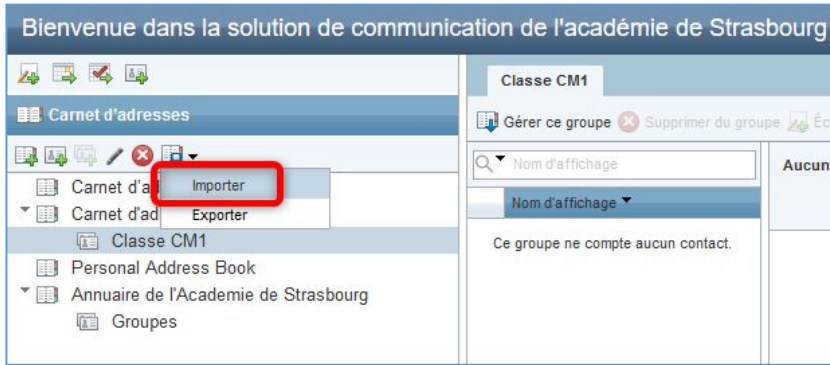 Bienvenue dans la solution de communication de l'académie de Strasbourg
Classe CM1
Carnet d'adresses
Gérer ce groupe Supprimer du groupe Éc
Nom d'affichage
Aucun
Importer
Carnet d'a
Nom d'affichage
Carnet d'ad
Exporter
Classe CM1
Ce groupe ne compte aucun contact.
Personal Address Book
Annuaire de l'Academie de Strasbourg
Groupes